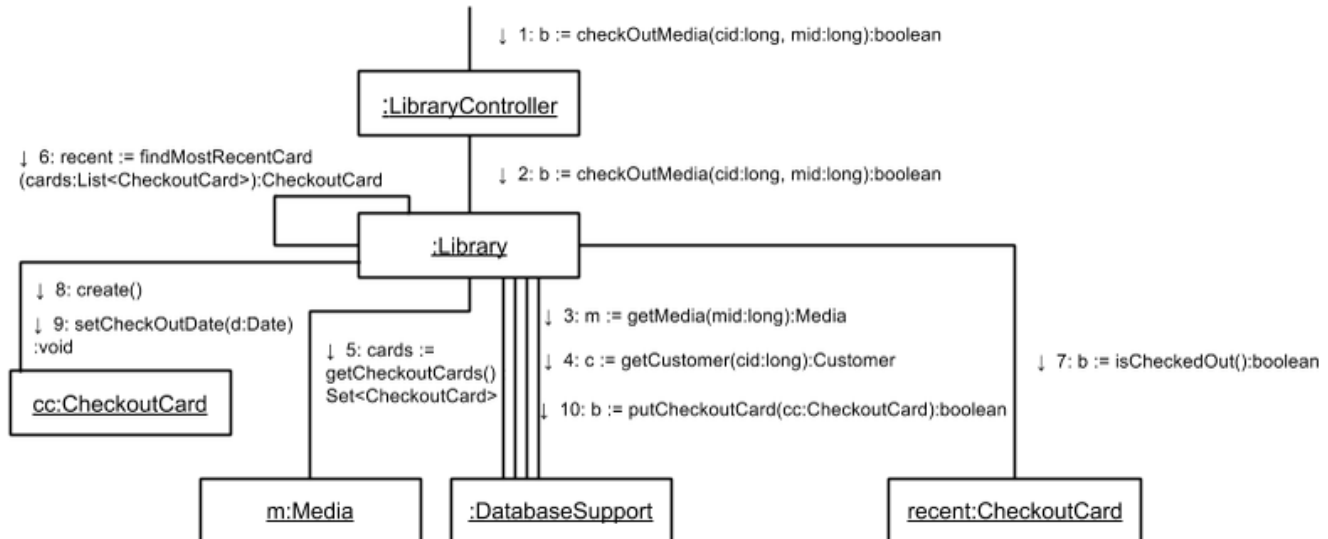 ↓ 1: b := checkOutMedia(cid:long, mid:long):boolean
:LibraryController
↓ 6: recent := findMostRecentCard
(cards:List<CheckoutCard>):CheckoutCard
↓ 2: b := checkOutMedia(cid:long, mid:long):boolean
:Library
↓ 8: create()
↓ 9: setCheckOutDate(d:Date)
:void
cc:CheckoutCard
↓ 5: cards :=
getCheckoutCards()
Set<CheckoutCard>
↓ 3: m := getMedia(mid:long):Media
↓ 4: c := getCustomer(cid:long):Customer
↓ 10: b := putCheckoutCard(cc:CheckoutCard):boolean
↓ 7: b := isCheckedOut():boolean
m:Media
:DatabaseSupport
recent:CheckoutCard